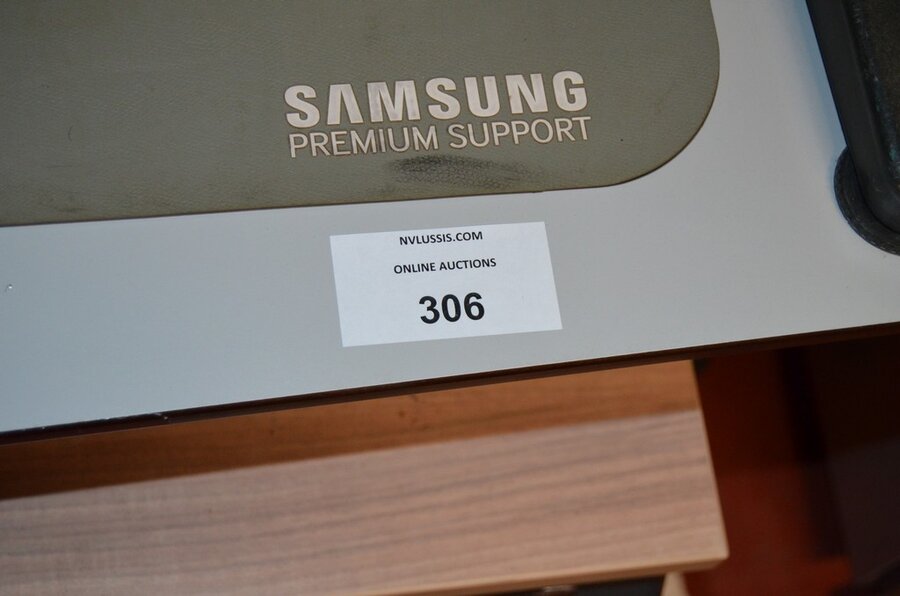 SAMSUNG
PREMIUM SUPPORT
NVLUSSIS.COM
ONLINE AUCTIONS
306